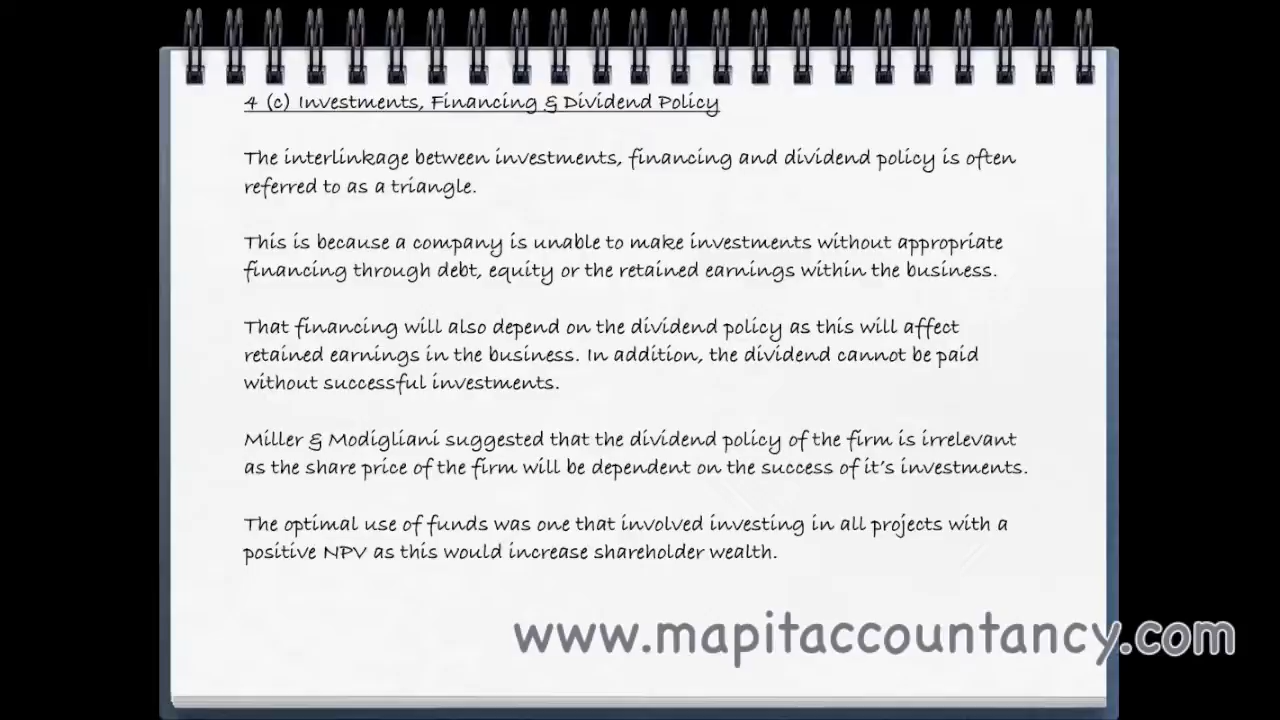 4 (c) Investments, Financing & Dividend Policy
The interlinkage between investments, financing and dividend policy is often
referred to as a triangle.
This is because a company is unable to make investments without appropriate
financing through debt, equity or the retained earnings within the business.
That financing will also depend on the dividend policy as this will affect
retained earnings in the business. In addition, the dividend cannot be paid
without successful investments.
Miller & Modigliani suggested that the dividend policy of the firm is irrelevant
as the share price of the firm will be dependent on the success of it's investments.
The optimal use of funds was one that involved investing in all projects with a
positive NPV as this would increase shareholder wealth.
www.mapitaccountancy.com